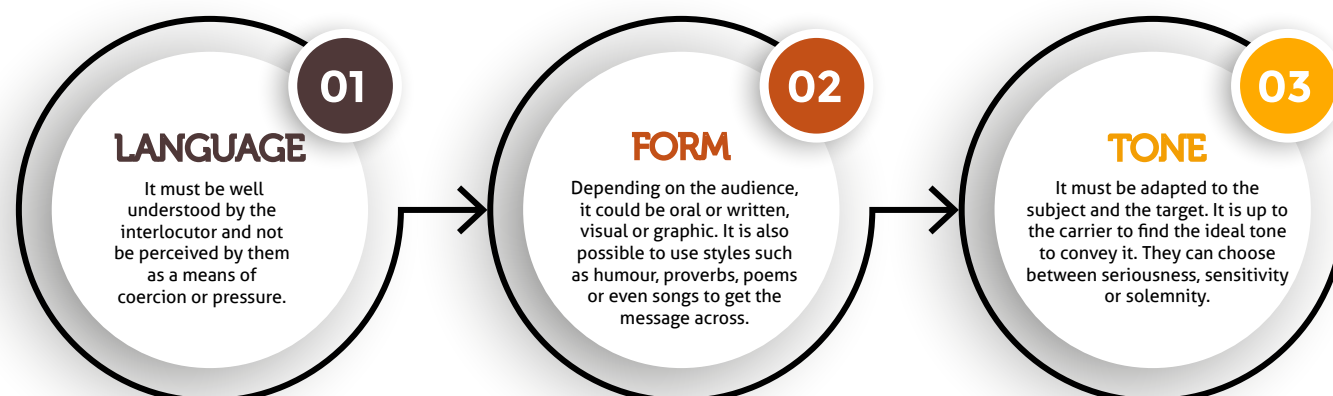 01
LANGUAGE
It must be well
understood by the
interlocutor and not
be perceived by them
as a means of
coercion or pressure.
02
FORM
Depending on the audience,
it could be oral or written,
visual or graphic. It is also
possible to use styles such
as humour, proverbs, poems
or even songs to get the
message across.
03
TONE
It must be adapted to the
subject and the target. It is up to
the carrier to find the ideal tone
to convey it. They can choose
between seriousness, sensitivity
or solemnity.